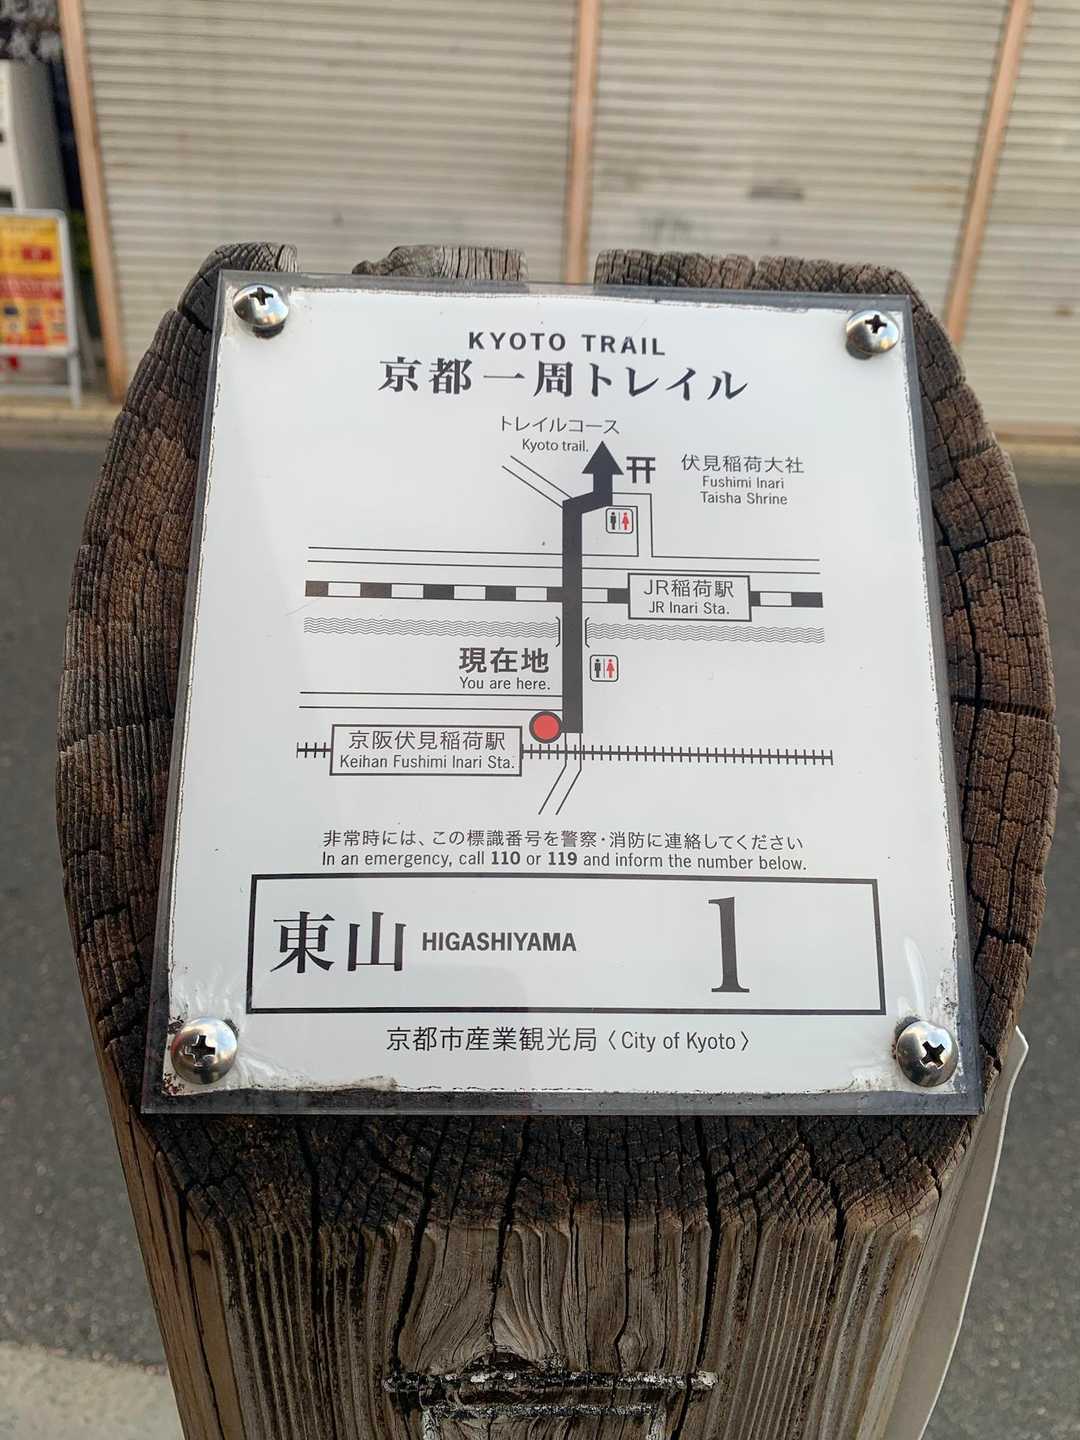 KYOTO TRAIL
京都一周トレイル
トレイルコース
Kyoto trail.
伏見稲荷大社
Fushimi Inari
Taisha Shrine
JR稲荷駅
JR Inari Sta.
現在地
You are here.
京阪伏見稲荷駅
Keihan Fushimi Inari Sta.
非常時には、この標識番号を警察・消防に連絡してください
In an emergency, call 110 or 119 and inform the number below.
東山 HIGASHIYAMA 1
京都市産業観光局〈City of Kyoto〉